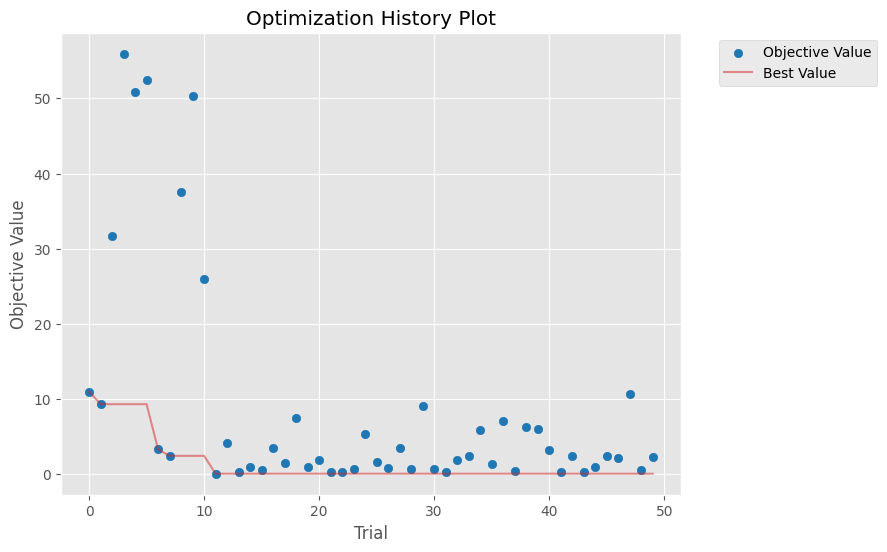 Optimization History Plot
Objective Value
Best Value
Objective Value
50
40
30
20
10
0
0 10 20 30 40 50
Trial